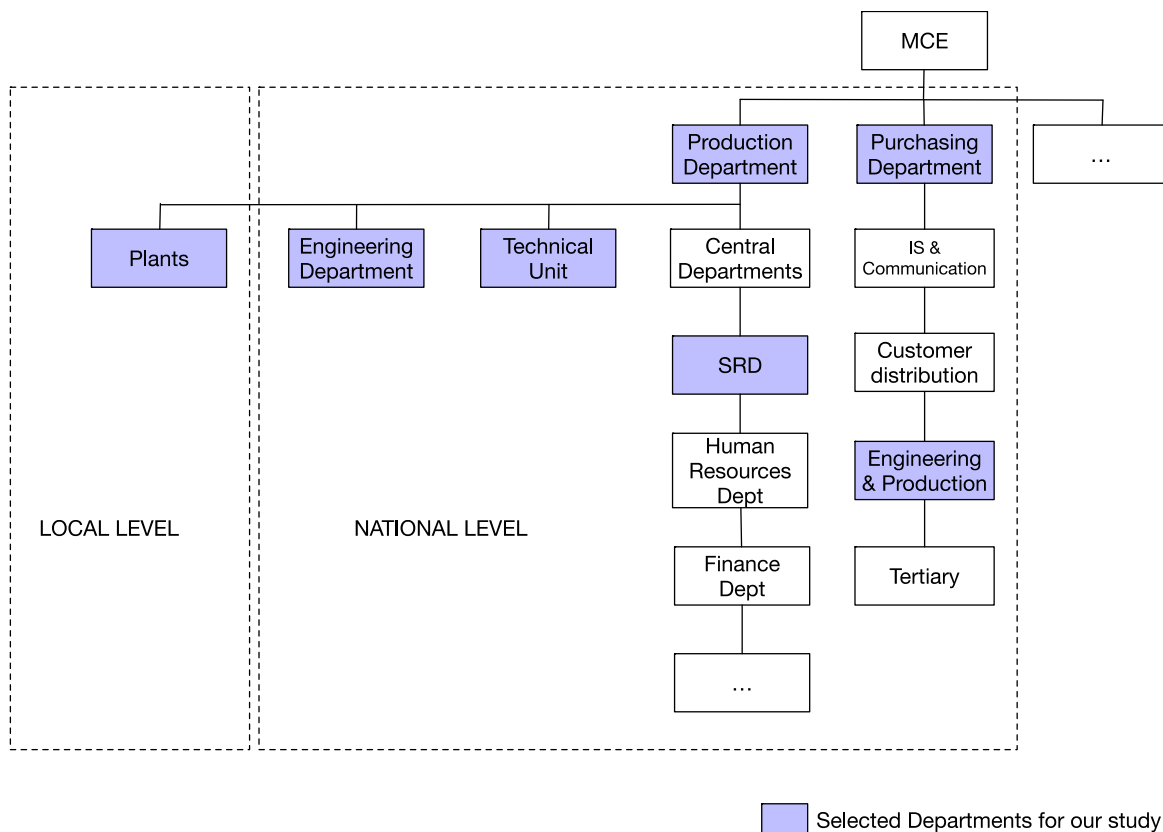 MCE
Production
Department
Purchasing
Department
...
Plants
Engineering
Department
Technical
Unit
Central
Departments
IS &
Communication
SRD
Customer
distribution
Human
Resources
Dept
Engineering
& Production
LOCAL LEVEL
NATIONAL LEVEL
Finance
Dept
Tertiary
...
Selected Departments for our study